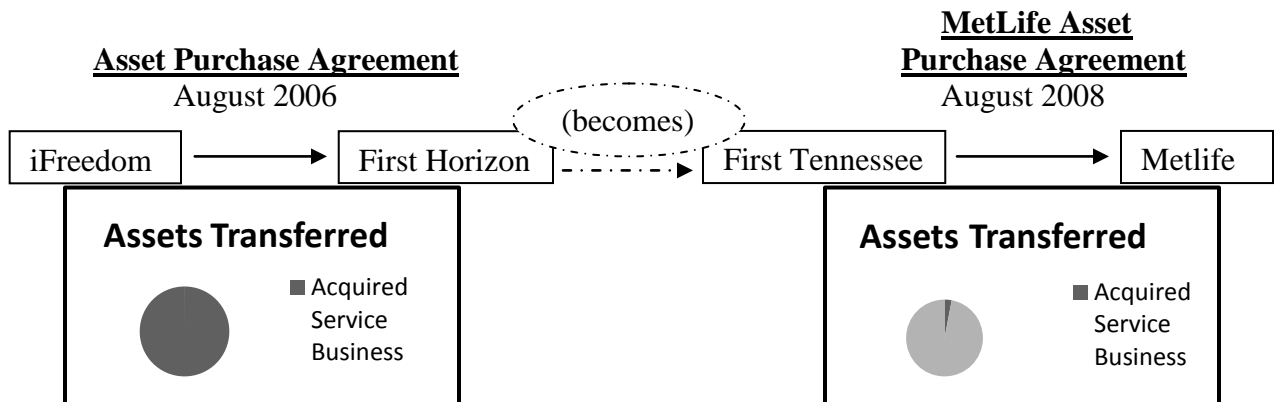 Asset Purchase Agreement
August 2006
MetLife Asset
Purchase Agreement
August 2008
iFreedom
First Horizon
(becomes)
First Tennessee
Metlife
Assets Transferred
Acquired
Service
Business
Assets Transferred
Acquired
Service
Business